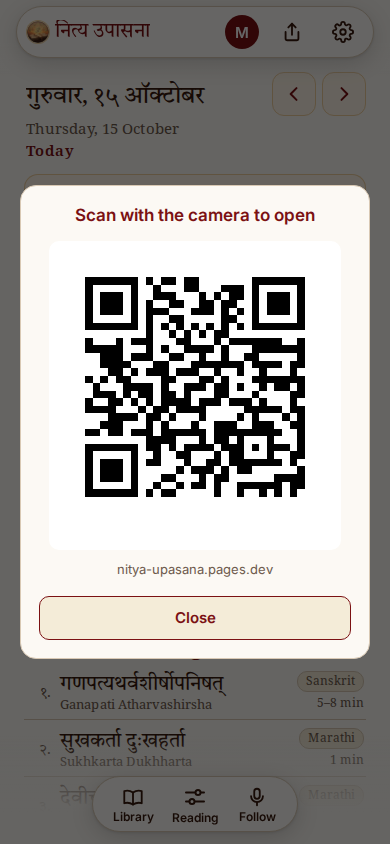 नित्य उपासना
M
गुरुवार, १५ ऑक्टोबर
Thursday, 15 October
Today
Scan with the camera to open
nitya-upasana.pages.dev
Close
१. गणपत्यथर्वशीर्षोपनिषत् Sanskrit
Ganapati Atharvashirsha 5–8 min
२. सुखकर्ता दुःखहर्ता Marathi
Sukhkarta Dukhharta 1 min
Marathi
Library Reading Follow